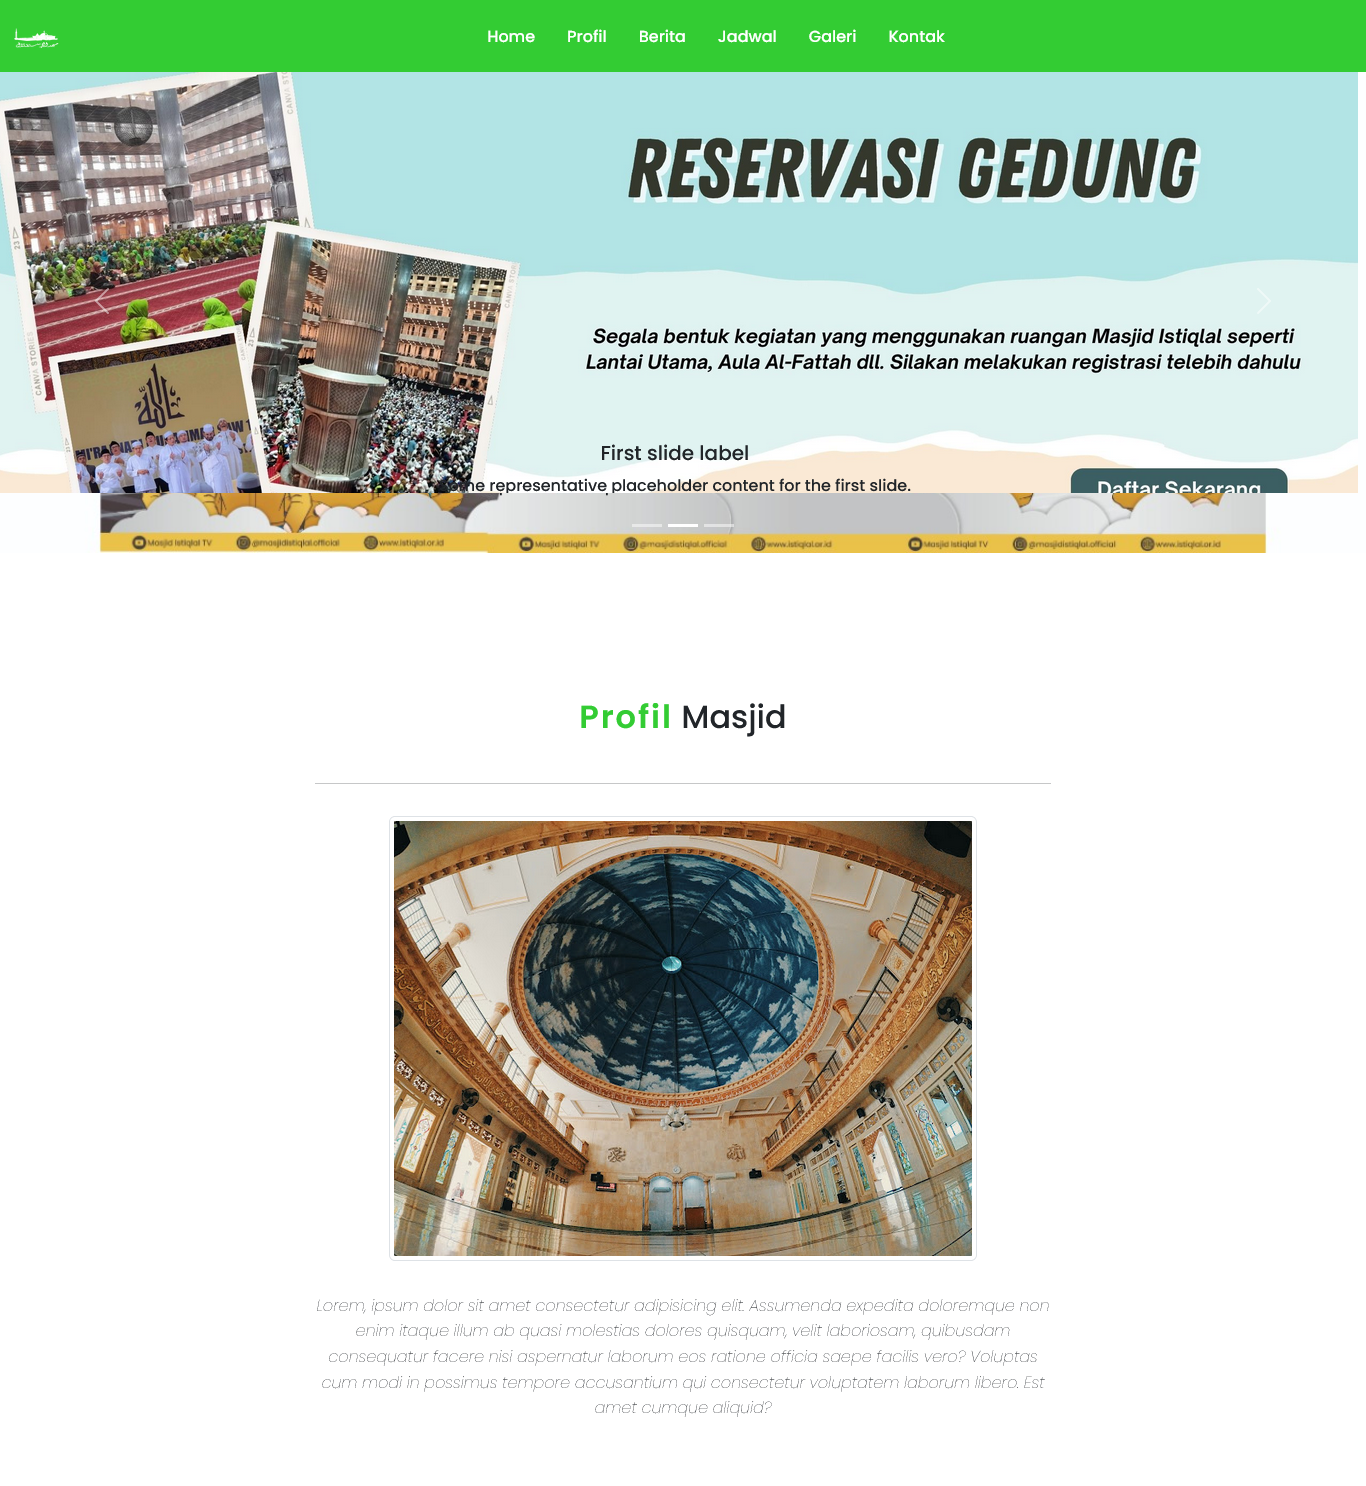 Home Profil Berita Jadwal Galeri Kontak
RESERVASI GEDUNG
Segala bentuk kegiatan yang menggunakan ruangan Masjid Istiqlal seperti
Lantai Utama, Aula Al-Fattah dll. Silakan melakukan registrasi telebih dahulu
First slide label
representative placeholder content for the first slide.
Daftar Sekarang
Masjid Istiqlal TV @masjidistiqlal.official www.istiqlal.or.id Masjid Istiqlal TV @masjidistiqlal.official www.istiqlal.or.id Masjid Istiqlal TV @masjidistiqlal.official www.istiqlal.or.id
Profil Masjid
Lorem, ipsum dolor sit amet consectetur adipisicing elit. Assumenda expedita doloremque non
enim itaque illum ab quasi molestias dolores quisquam, velit laboriosam, quibusdam
consequatur facere nisi aspernatur laborum eos ratione officia saepe facilis vero? Voluptas
cum modi in possimus tempore accusantium qui consectetur voluptatem laborum libero. Est
amet cumque aliquid?